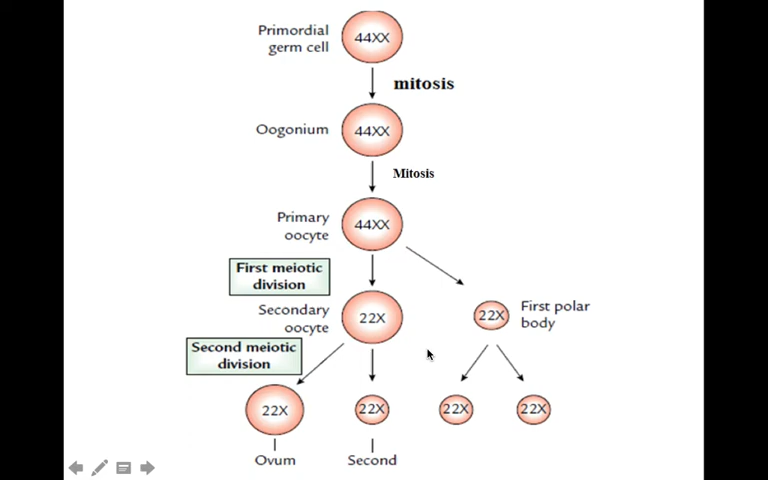 Primordial
germ cell
44XX
mitosis
Oogonium
44XX
Mitosis
Primary
oocyte
44XX
First meiotic
division
Secondary
oocyte
22X
22X
First polar
body
Second meiotic
division
22X
22X
22X
22X
Ovum
Second